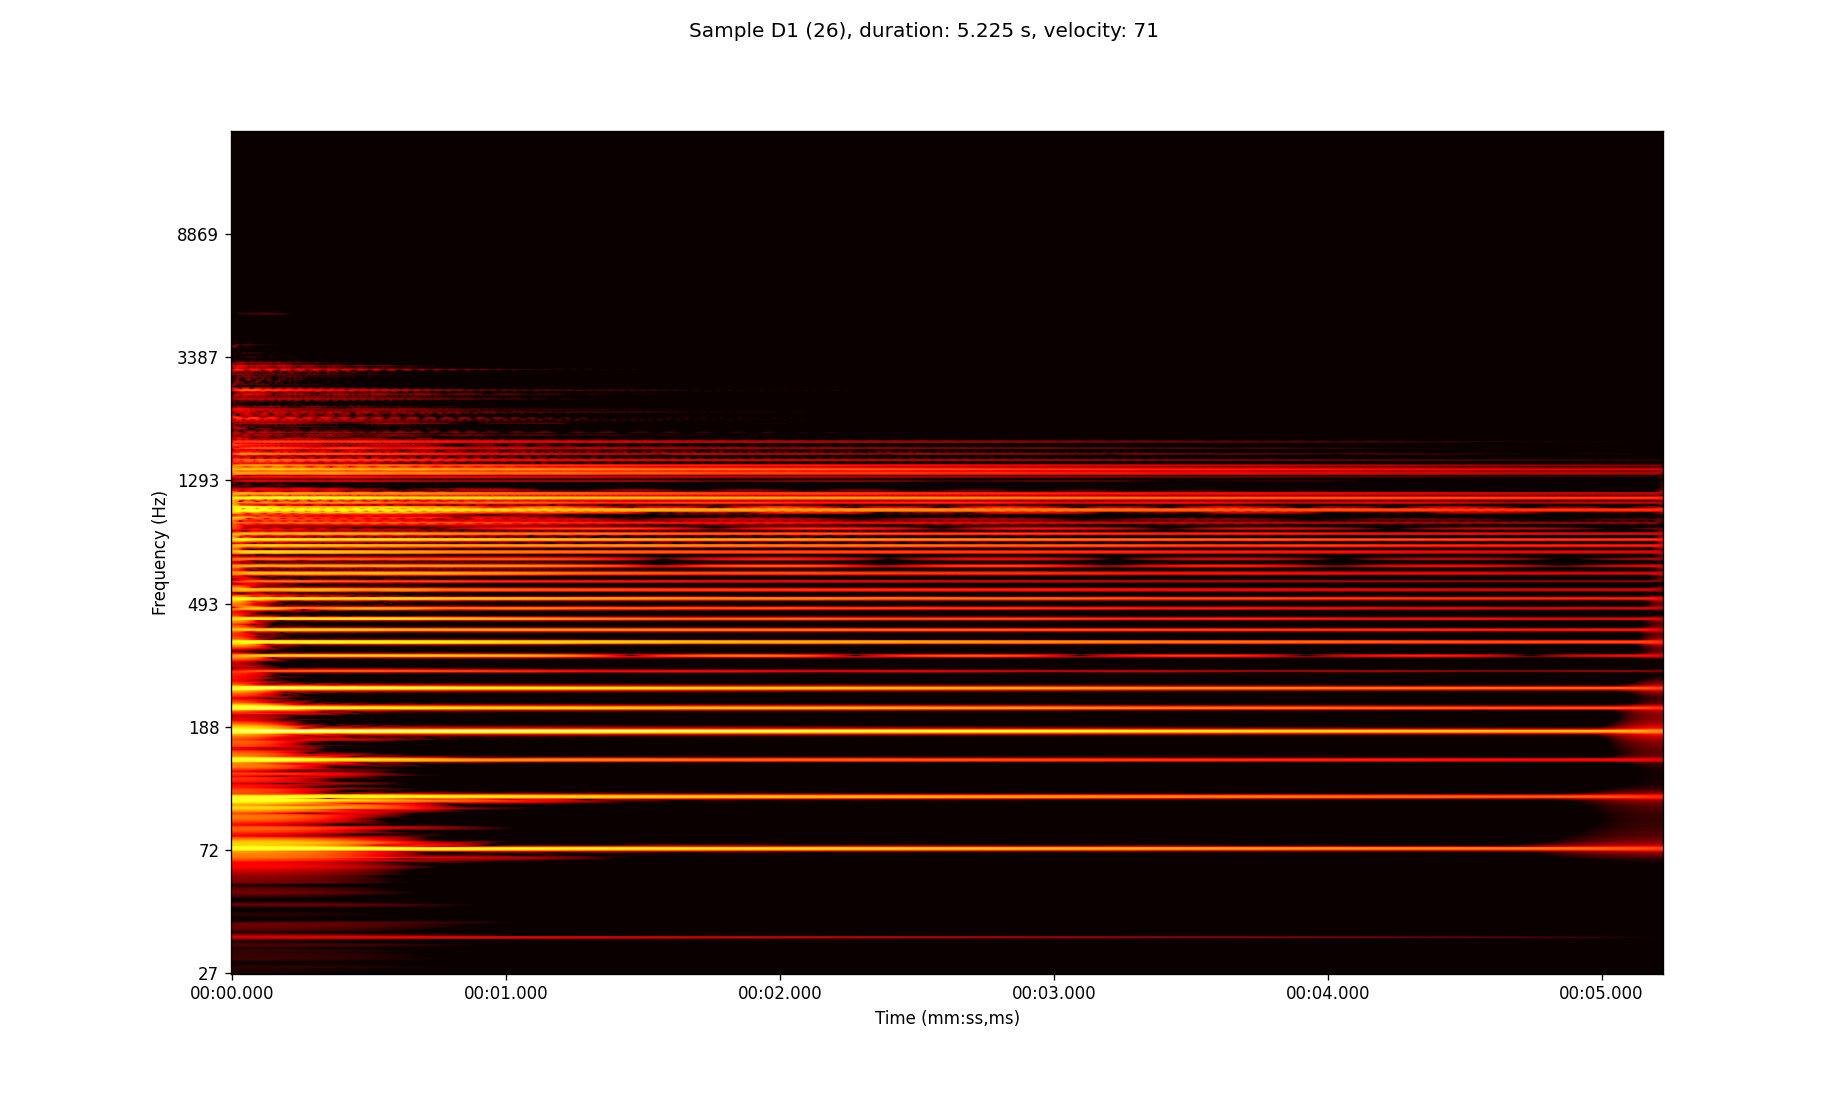 Sample D1 (26), duration: 5.225 s, velocity: 71
8869
3387
1293
493
188
72
27
Frequency (Hz)
00:00.000 00:01.000 00:02.000 00:03.000 00:04.000 00:05.000
Time (mm:ss,ms)